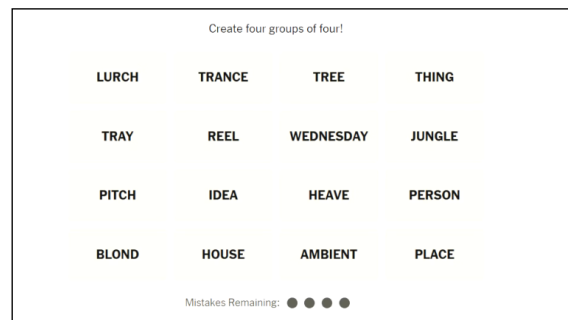 Create four groups of four!
LURCH TRANCE TREE THING
TRAY REEL WEDNESDAY JUNGLE
PITCH IDEA HEAVE PERSON
BLOND HOUSE AMBIENT PLACE
Mistakes Remaining: